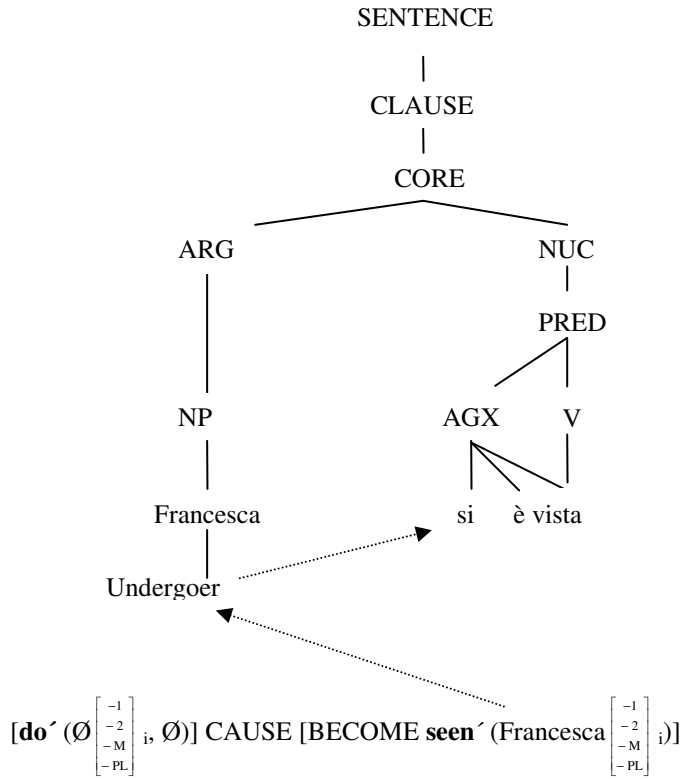 SENTENCE
CLAUSE
CORE
ARG NUC
PRED
NP AGX V
Francesca si è vista
Undergoer
[do´ (Ø [−1 −2 −M −PL] i, Ø)] CAUSE [BECOME seen´ (Francesca [−1 −2 −M −PL] i)]